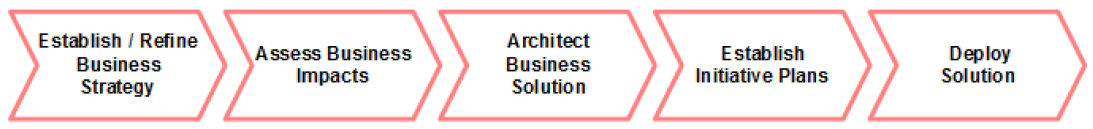 Establish / Refine
Business
Strategy
Assess Business
Impacts
Architect
Business
Solution
Establish
Initiative Plans
Deploy
Solution